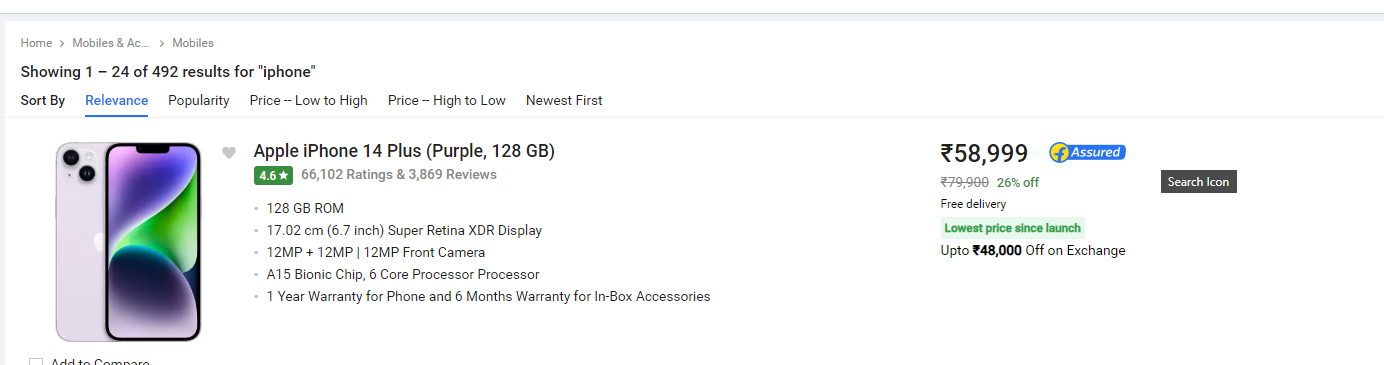 Home > Mobiles & Ac... > Mobiles
Showing 1 – 24 of 492 results for "iphone"
Sort By Relevance Popularity Price -- Low to High Price -- High to Low Newest First
Apple iPhone 14 Plus (Purple, 128 GB)
4.6★ 66,102 Ratings & 3,869 Reviews
• 128 GB ROM
• 17.02 cm (6.7 inch) Super Retina XDR Display
• 12MP + 12MP | 12MP Front Camera
• A15 Bionic Chip, 6 Core Processor Processor
• 1 Year Warranty for Phone and 6 Months Warranty for In-Box Accessories
Add to Compare
₹58,999 f Assured
₹79,900 26% off
Free delivery
Lowest price since launch
Upto ₹48,000 Off on Exchange
Search Icon